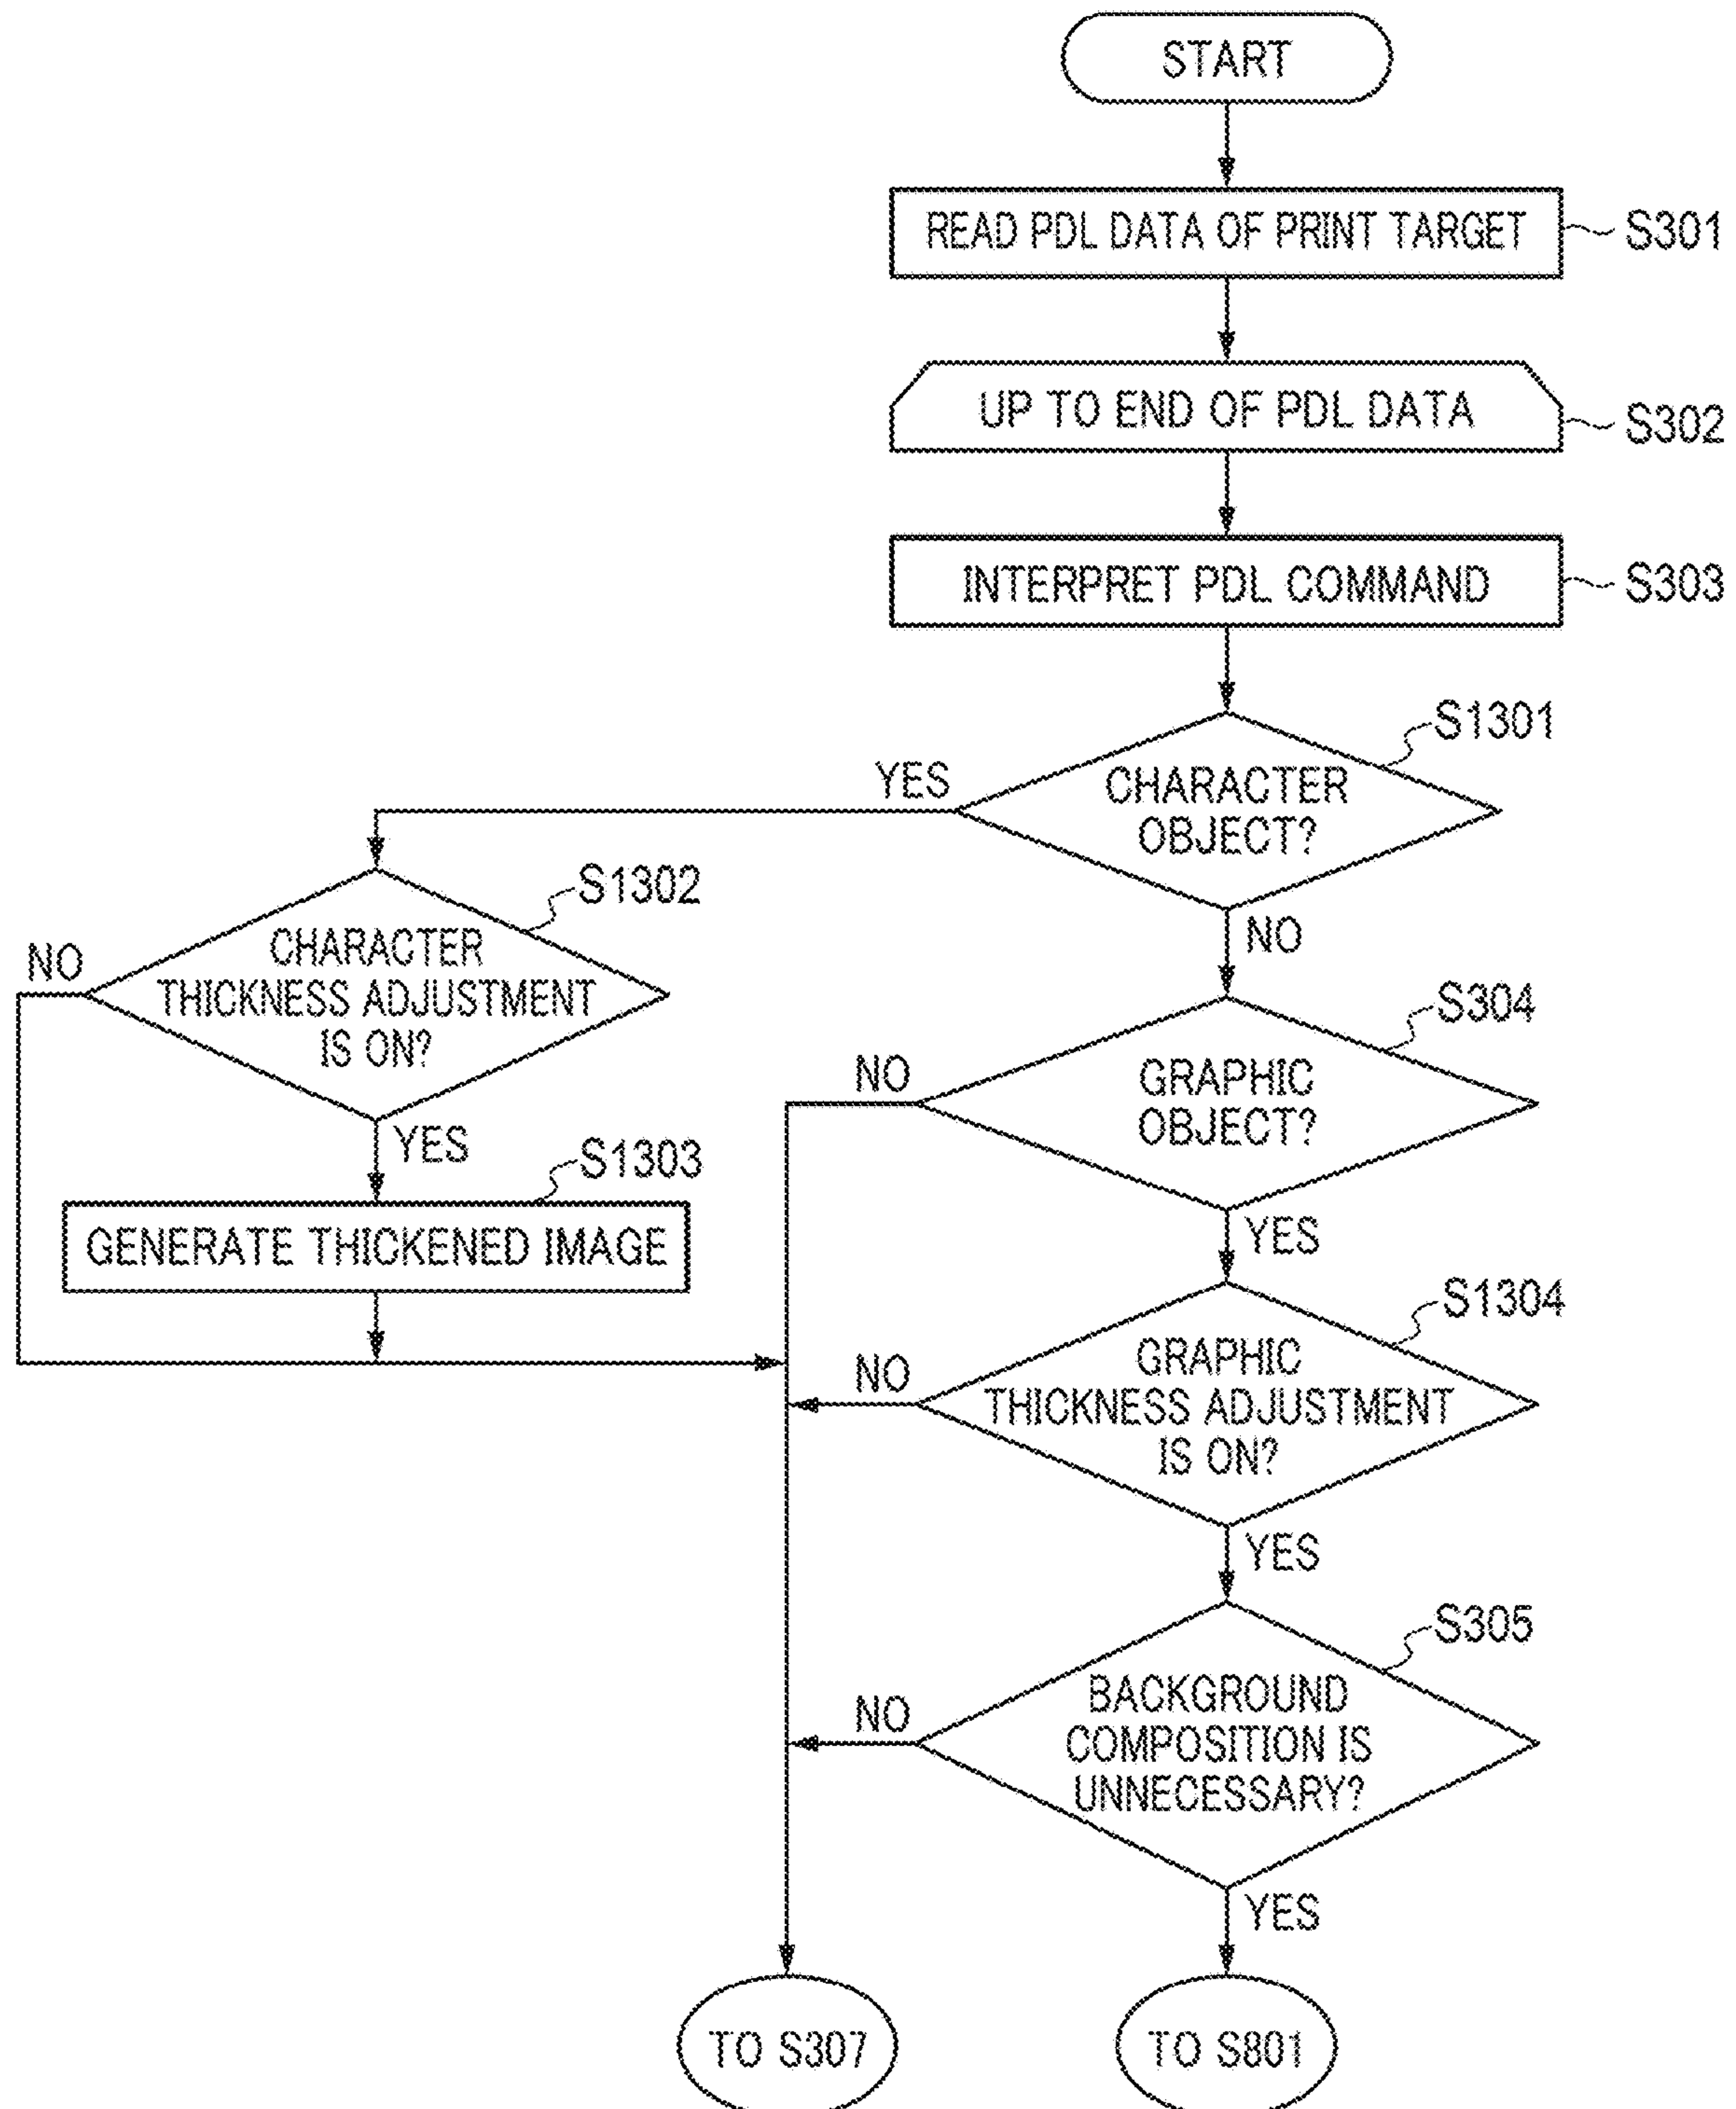 START
READ PDL DATA OF PRINT TARGET
S301
UP TO END OF PDL DATA
S302
INTERPRET PDL COMMAND
S303
S1301
CHARACTER
OBJECT?
YES
NO
S1302
CHARACTER
THICKNESS ADJUSTMENT
IS ON?
NO
YES
S1303
GENERATE THICKENED IMAGE
S304
GRAPHIC
OBJECT?
NO
YES
S1304
GRAPHIC
THICKNESS ADJUSTMENT
IS ON?
NO
YES
S305
BACKGROUND
COMPOSITION IS
UNNECESSARY?
NO
YES
TO S307
TO S801